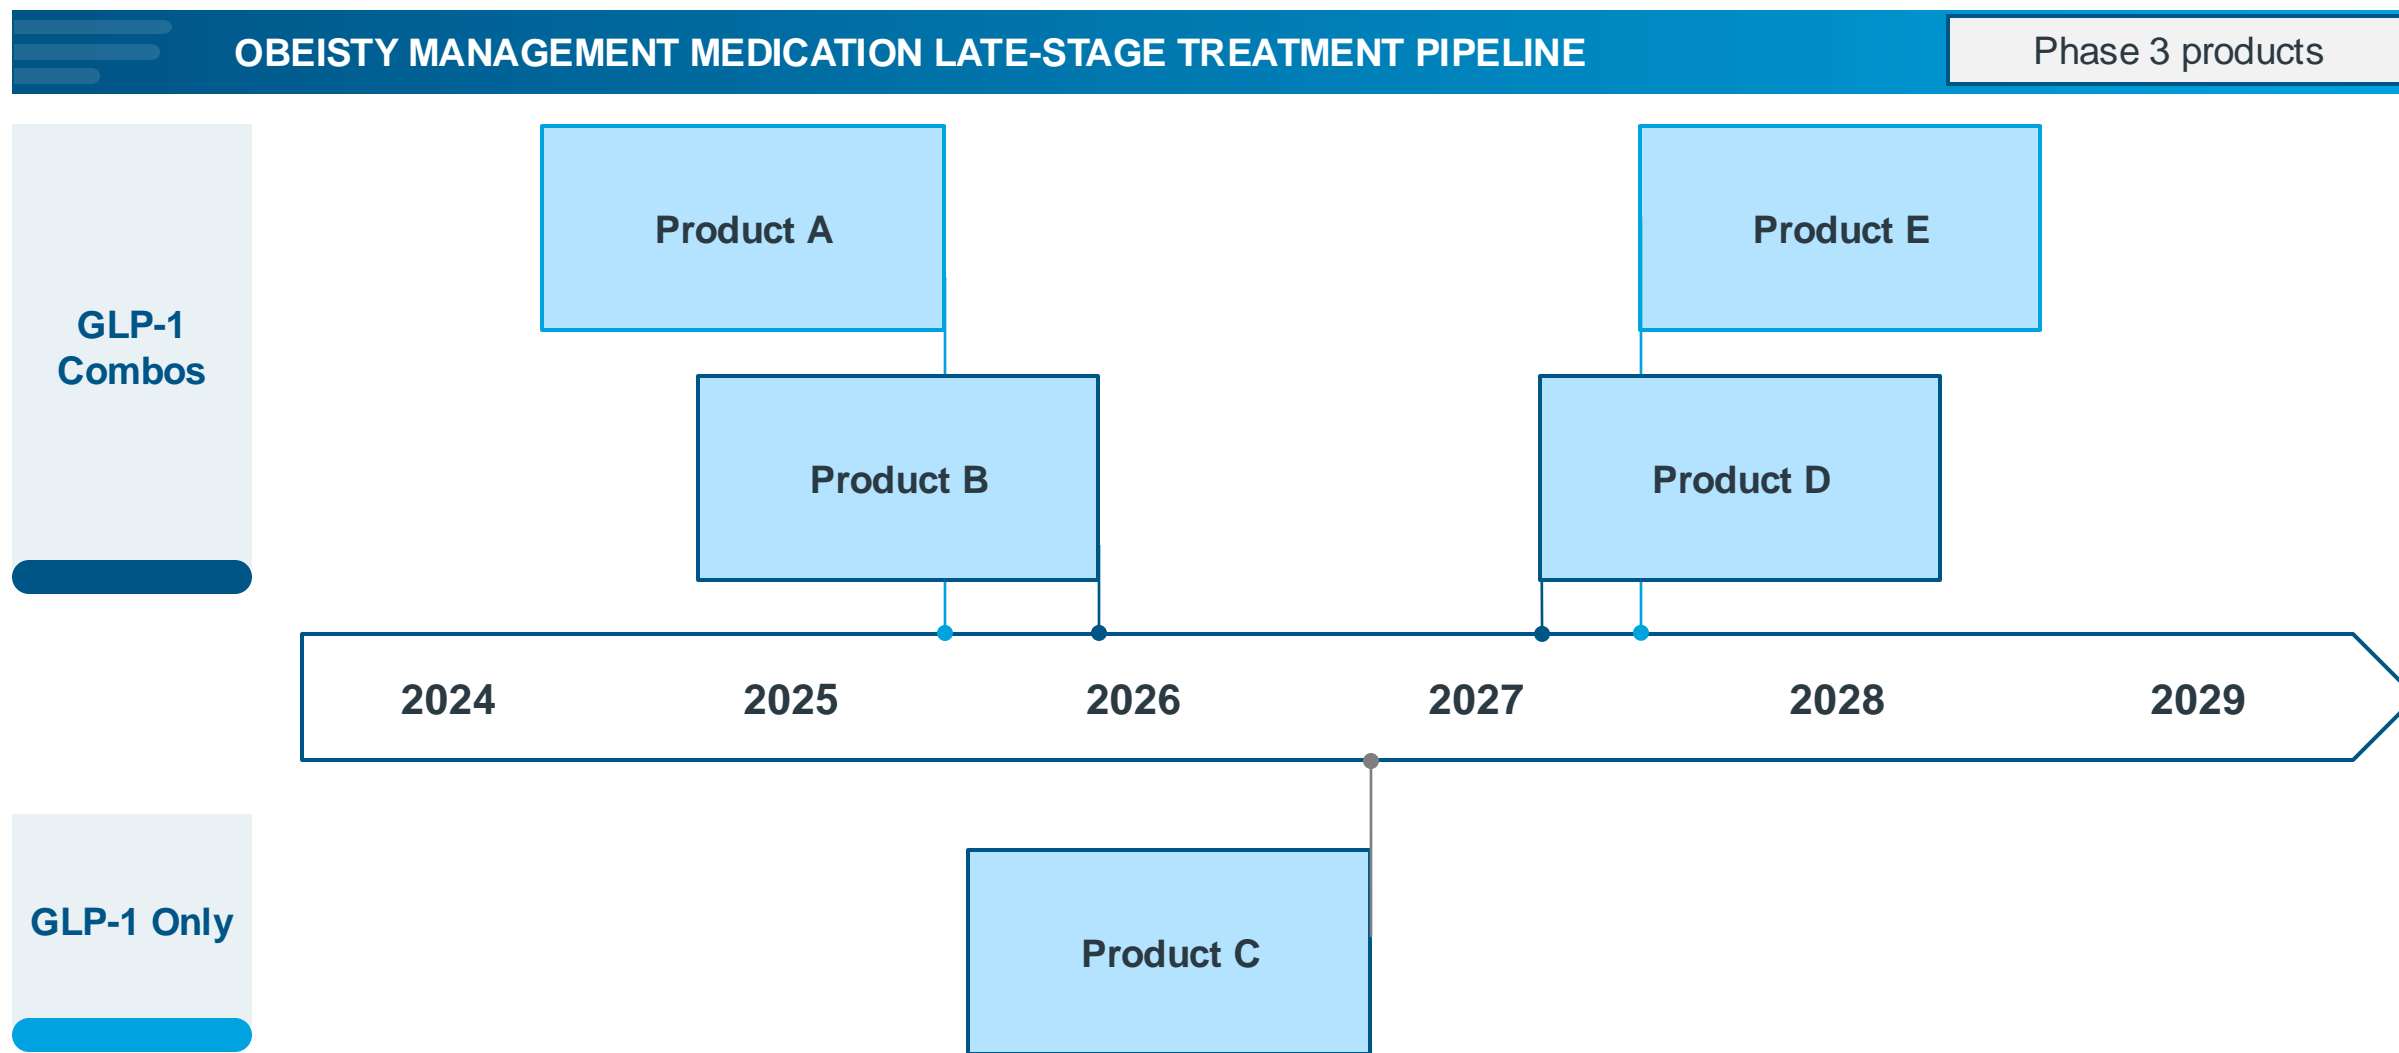 OBEISTY MANAGEMENT MEDICATION LATE-STAGE TREATMENT PIPELINE
Phase 3 products
GLP-1
Combos
Product A
Product E
Product B
Product D
2024 2025 2026 2027 2028 2029
GLP-1 Only
Product C